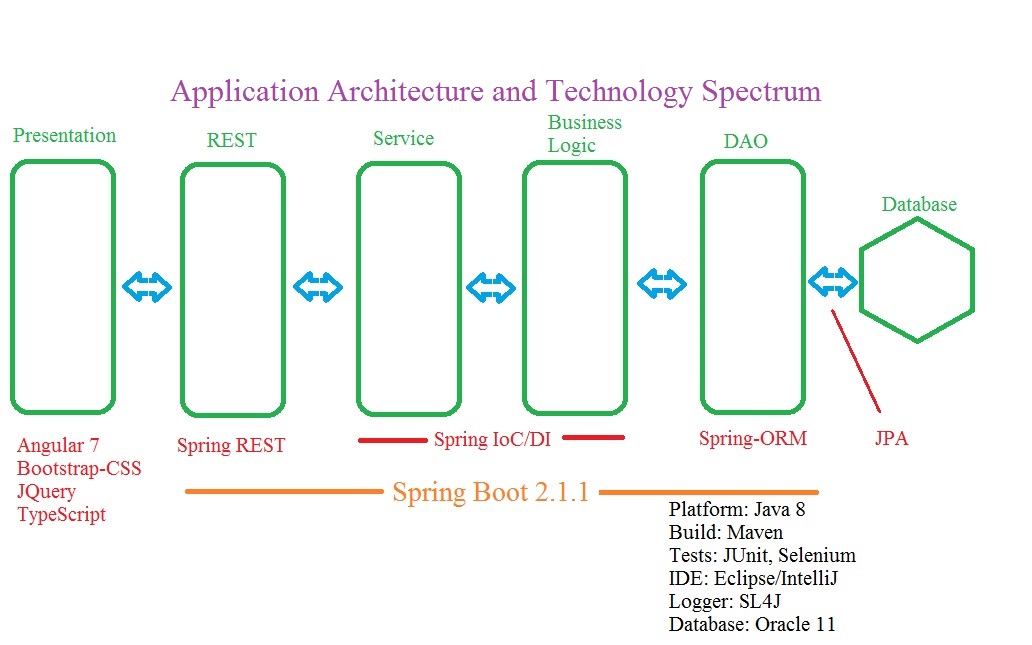 Application Architecture and Technology Spectrum
Presentation
REST
Service
Business
Logic
DAO
Database
Angular 7
Bootstrap-CSS
JQuery
TypeScript
Spring REST
Spring IoC/DI
Spring-ORM
JPA
Spring Boot 2.1.1
Platform: Java 8
Build: Maven
Tests: JUnit, Selenium
IDE: Eclipse/IntelliJ
Logger: SL4J
Database: Oracle 11